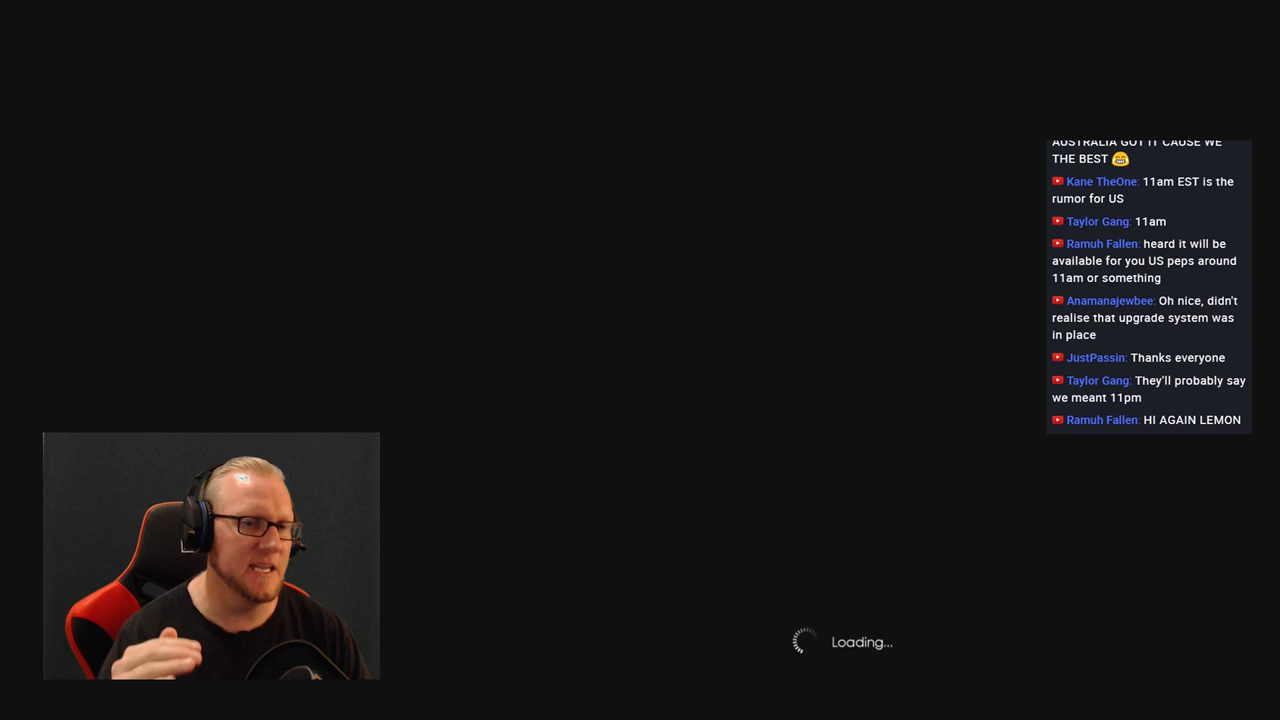 AUSTRALIA GOT IT CAUSE WE
THE BEST 😂
Kane TheOne: 11am EST is the
rumor for US
Taylor Gang: 11am
Ramuh Fallen: heard it will be
available for you US peps around
11am or something
Anamanajewbee: Oh nice, didn't
realise that upgrade system was
in place
JustPassin: Thanks everyone
Taylor Gang: They'll probably say
we meant 11pm
Ramuh Fallen: HI AGAIN LEMON
Loading...